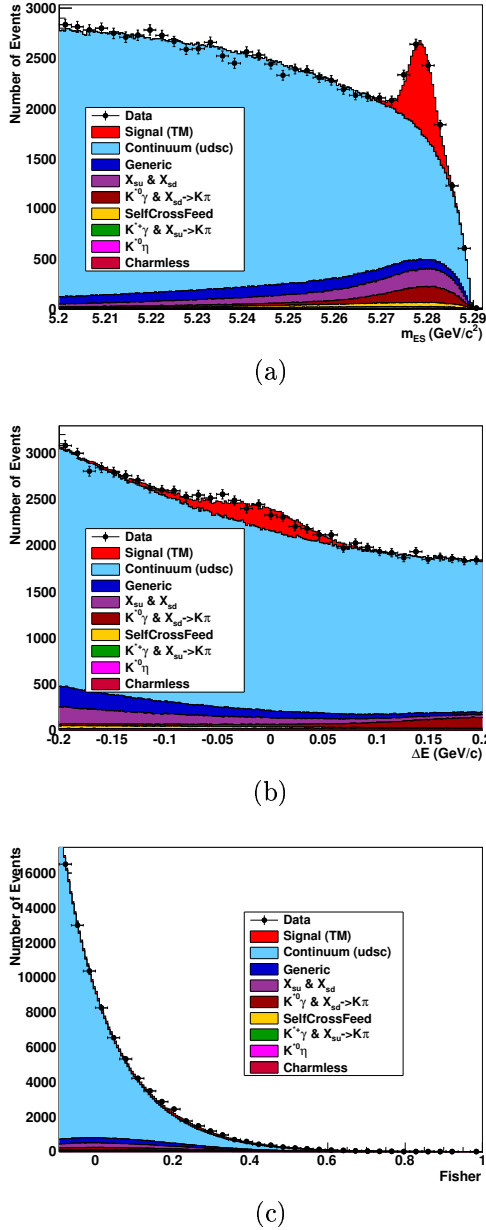 Number of Events
3000
2500
2000
1500
1000
500
0
Data
Signal (TM)
Continuum (udsc)
Generic
X_su & X_sd
K*0γ & X_sd->Kπ
SelfCrossFeed
K*+γ & X_su->Kπ
K*0η
Charmless
5.2 5.21 5.22 5.23 5.24 5.25 5.26 5.27 5.28 5.29
m_ES (GeV/c²)
(a)
Number of Events
3000
2500
2000
1500
1000
500
0
Data
Signal (TM)
Continuum (udsc)
Generic
X_su & X_sd
K*0γ & X_sd->Kπ
SelfCrossFeed
K*+γ & X_su->Kπ
K*0η
Charmless
-0.2 -0.15 -0.1 -0.05 0 0.05 0.1 0.15 0.2
ΔE (GeV/c)
(b)
Number of Events
16000
14000
12000
10000
8000
6000
4000
2000
0
Data
Signal (TM)
Continuum (udsc)
Generic
X_su & X_sd
K*0γ & X_sd->Kπ
SelfCrossFeed
K*+γ & X_su->Kπ
K*0η
Charmless
0 0.2 0.4 0.6 0.8 1
Fisher
(c)